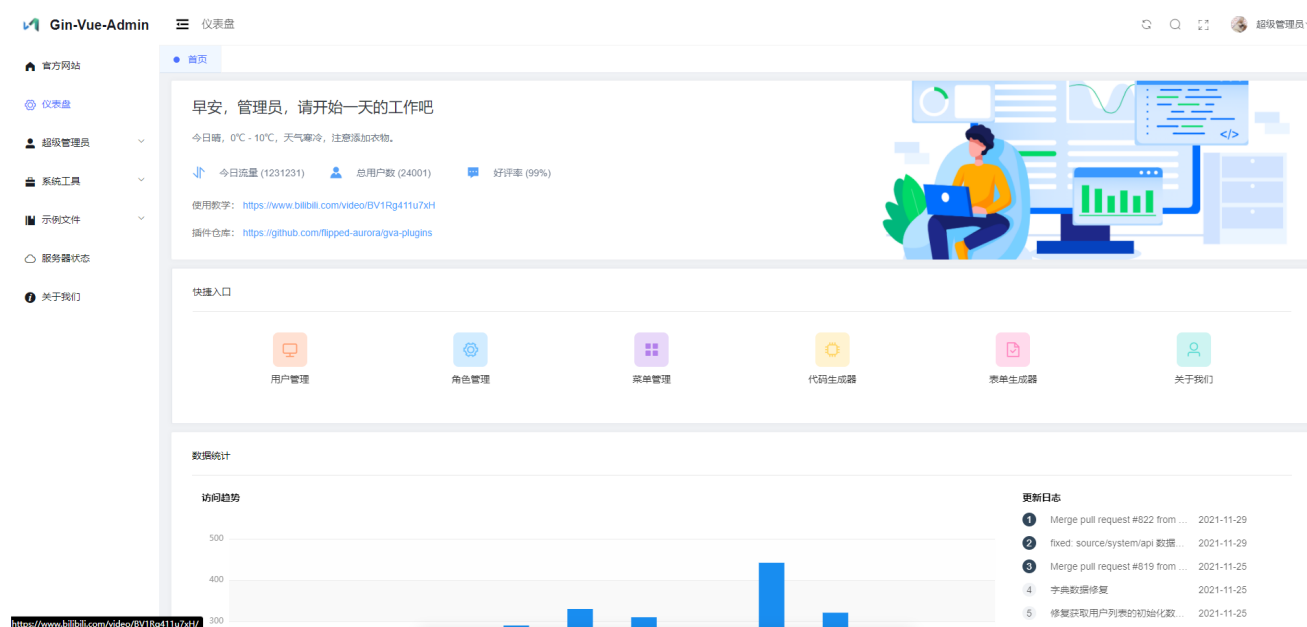 Gin-Vue-Admin
仪表盘
超级管理员
官方网站
仪表盘
超级管理员
系统工具
示例文件
服务器状态
关于我们
首页
早安，管理员，请开始一天的工作吧
今日晴，0℃ - 10℃，天气寒冷，注意添加衣物。
今日流量 (1231231) 总用户数 (24001) 好评率 (99%)
使用教学： https://www.bilibili.com/video/BV1Rg411u7xH
插件仓库： https://github.com/flipped-aurora/gva-plugins
</>
快捷入口
用户管理 角色管理 菜单管理 代码生成器 表单生成器 关于我们
数据统计
访问趋势
500
400
300
更新日志
1 Merge pull request #822 from ... 2021-11-29
2 fixed: source/system/api 数据... 2021-11-29
3 Merge pull request #819 from ... 2021-11-25
4 字典数据修复 2021-11-25
5 修复获取用户列表的初始化数... 2021-11-25
https://www.bilibili.com/video/BV1Rg411u7xH/